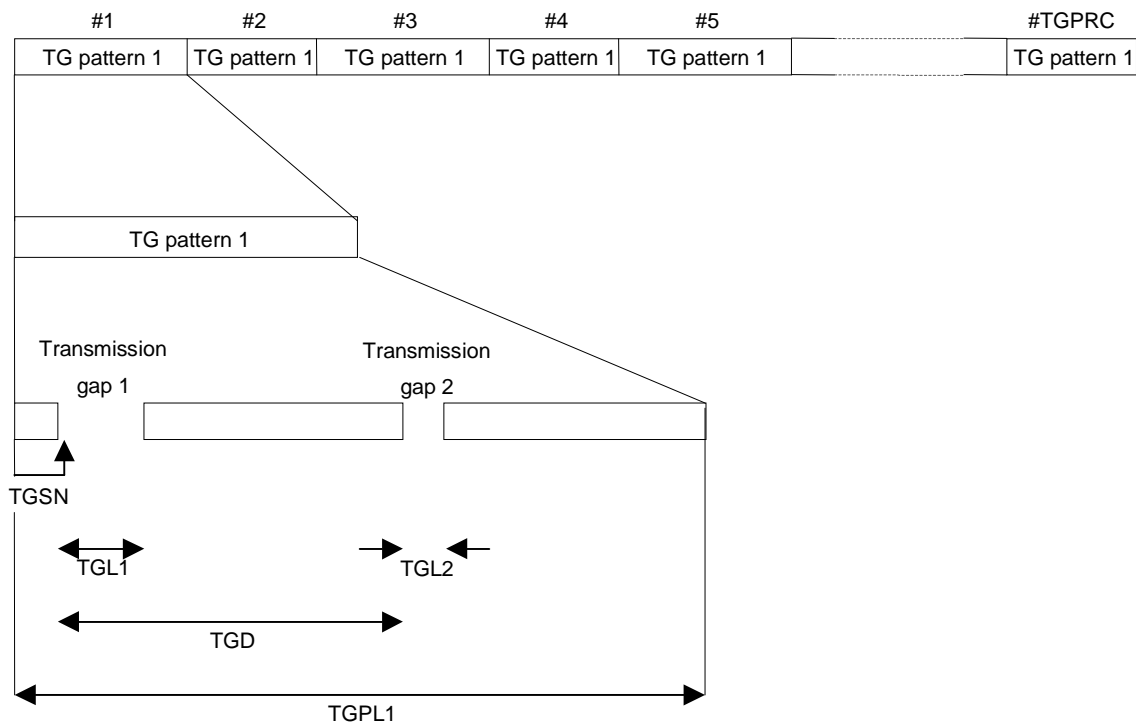 #1 #2 #3 #4 #5 #TGPRC
TG pattern 1 TG pattern 1 TG pattern 1 TG pattern 1 TG pattern 1 TG pattern 1
TG pattern 1
Transmission
gap 1
Transmission
gap 2
TGSN
TGL1
TGL2
TGD
TGPL1